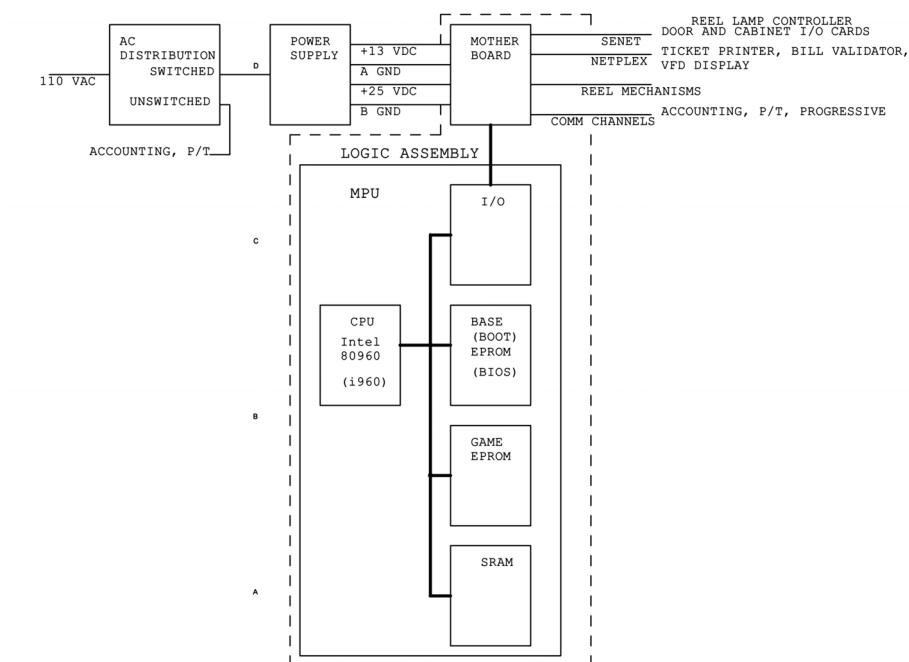 REEL LAMP CONTROLLER
DOOR AND CABINET I/O CARDS
SENET
TICKET PRINTER, BILL VALIDATOR,
VFD DISPLAY
NETPLEX
REEL MECHANISMS
ACCOUNTING, P/T, PROGRESSIVE
COMM CHANNELS
AC
DISTRIBUTION
SWITCHED
UNSWITCHED
110 VAC
ACCOUNTING, P/T
D
POWER
SUPPLY
+13 VDC
A GND
+25 VDC
B GND
MOTHER
BOARD
LOGIC ASSEMBLY
MPU
I/O
C
CPU
Intel
80960
(i960)
BASE
(BOOT)
EPROM
(BIOS)
B
GAME
EPROM
SRAM
A